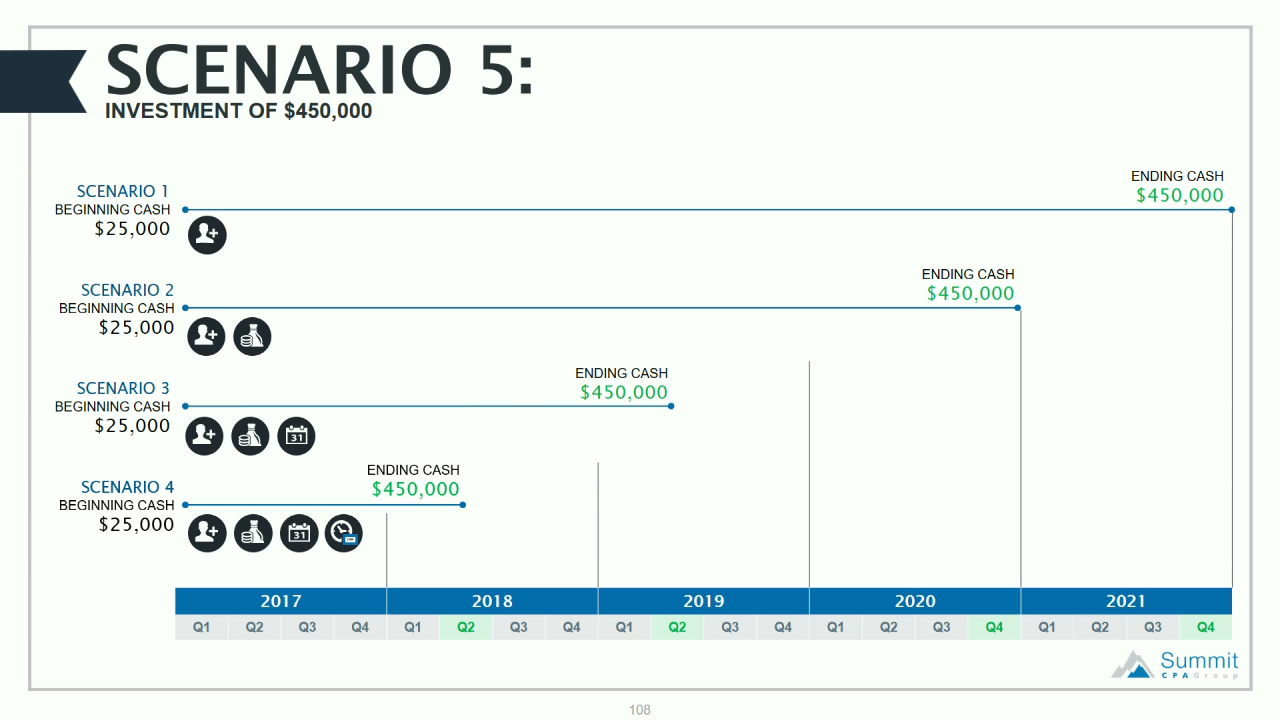 SCENARIO 5:
INVESTMENT OF $450,000
ENDING CASH
$450,000
SCENARIO 1
BEGINNING CASH
$25,000
ENDING CASH
$450,000
SCENARIO 2
BEGINNING CASH
$25,000
ENDING CASH
$450,000
SCENARIO 3
BEGINNING CASH
$25,000
31
ENDING CASH
$450,000
SCENARIO 4
BEGINNING CASH
$25,000
31
2017 2018 2019 2020 2021
Q1 Q2 Q3 Q4 Q1 Q2 Q3 Q4 Q1 Q2 Q3 Q4 Q1 Q2 Q3 Q4 Q1 Q2 Q3 Q4
Summit
CPA Group
108